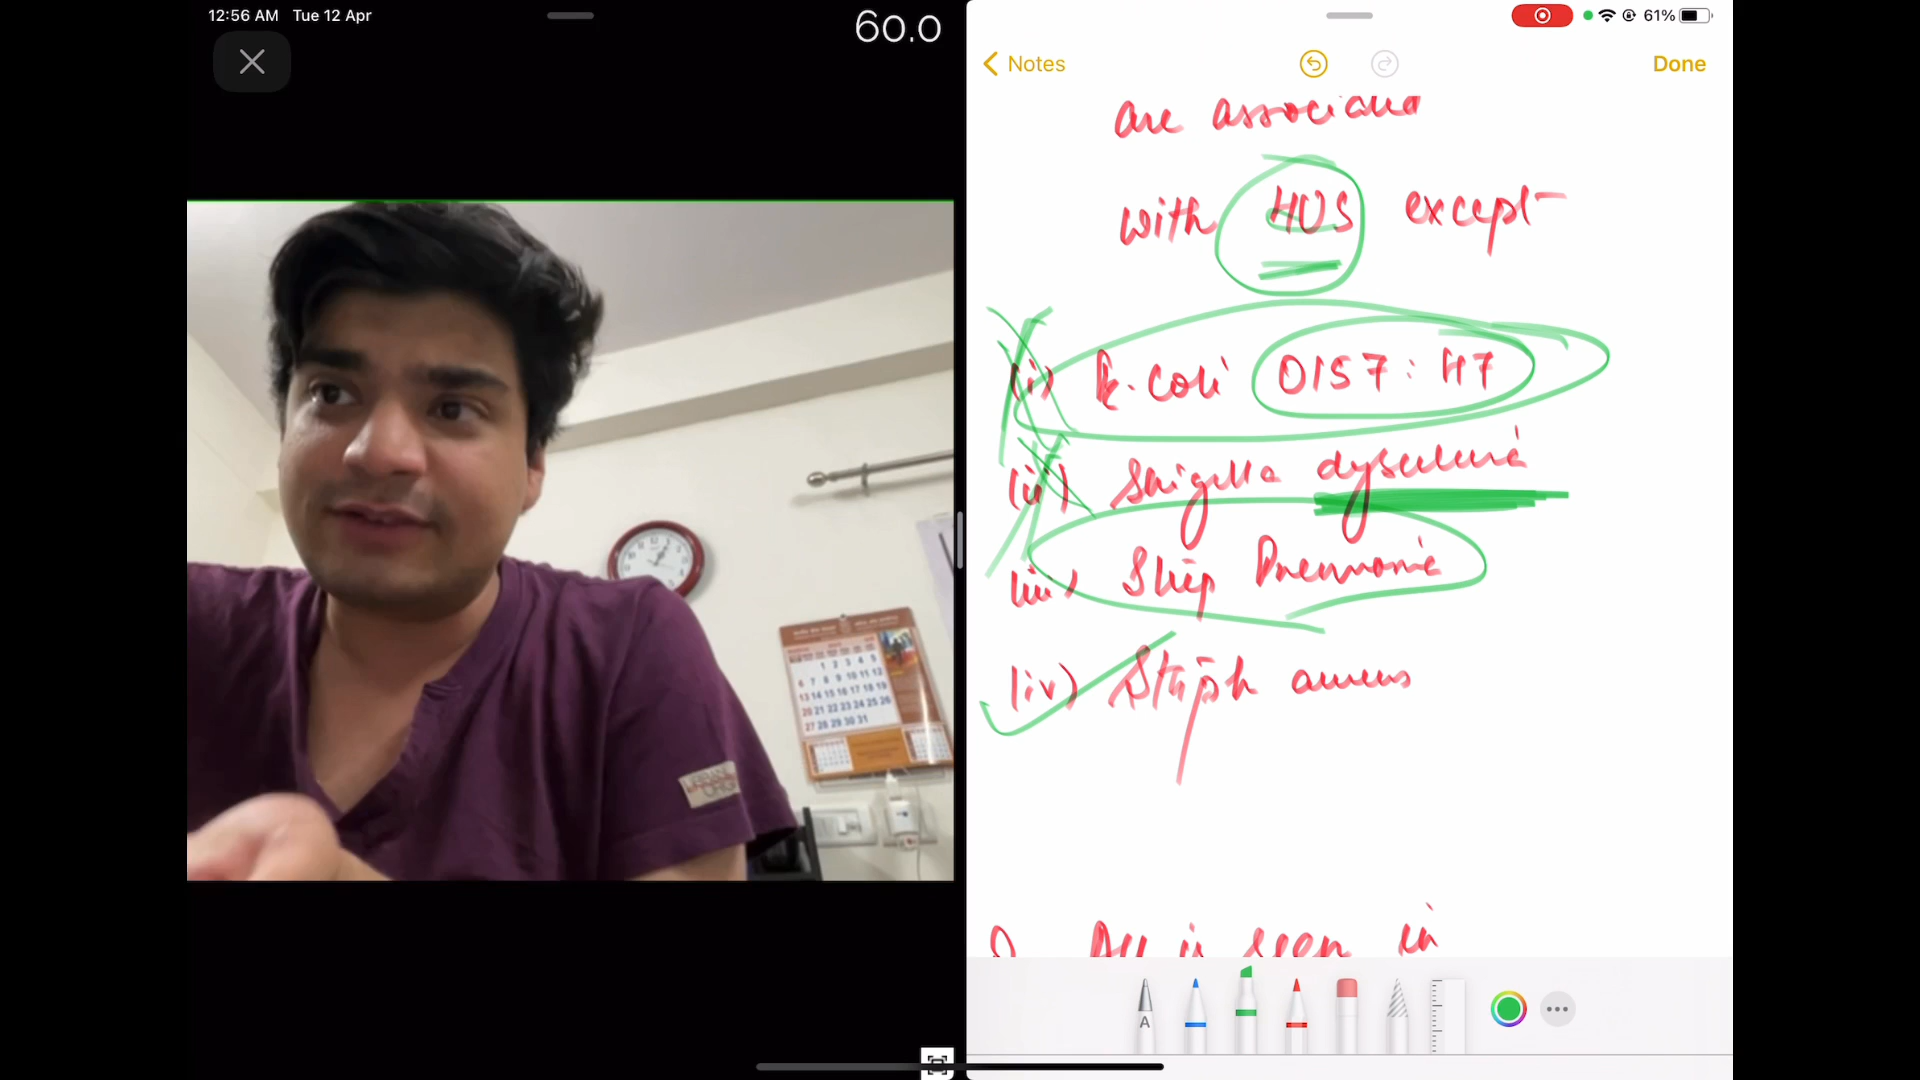 12:56 AM Tue 12 Apr
60.0
61%
Notes
Done
are associated
with HUS except
(i) E. coli O157: H7
(ii) Shigella dysenteriae
(iii) Strep Pneumoniae
(iv) Staph aureus
Q All is seen in
A